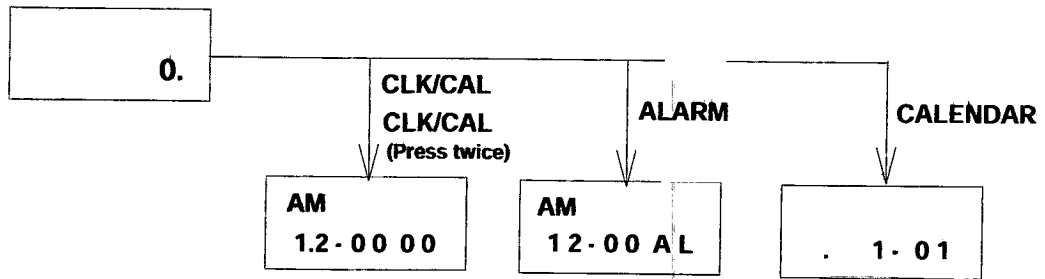 0.
CLK/CAL
CLK/CAL
(Press twice)
ALARM
CALENDAR
AM
1.2-00 00
AM
12-00 AL
. 1-01